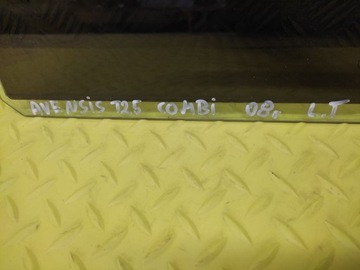 AVENSIS T25 COMBi 08r L.T